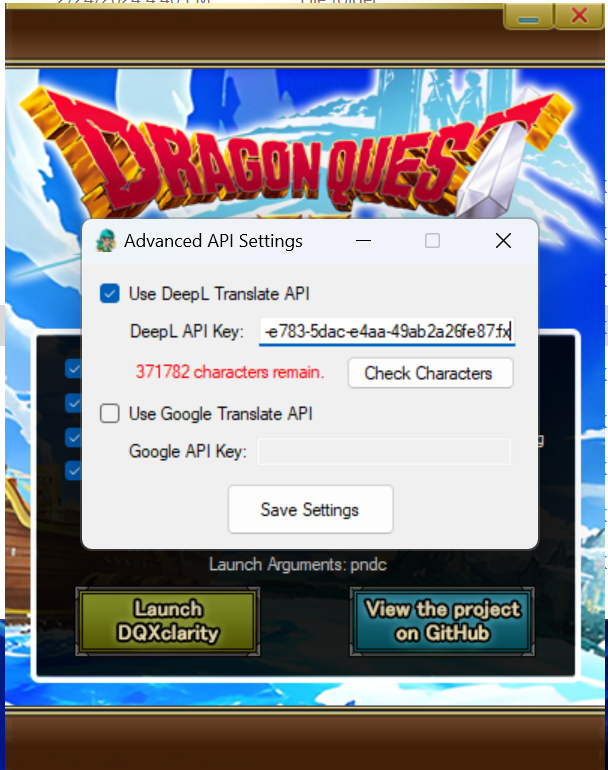 DRAGON QUEST
Advanced API Settings
Use DeepL Translate API
DeepL API Key: -e783-5dac-e4aa-49ab2a26fe87:fx
371782 characters remain.
Check Characters
Use Google Translate API
Google API Key:
g
Save Settings
Launch Arguments: pndc
Launch
DQXclarity
View the project
on GitHub